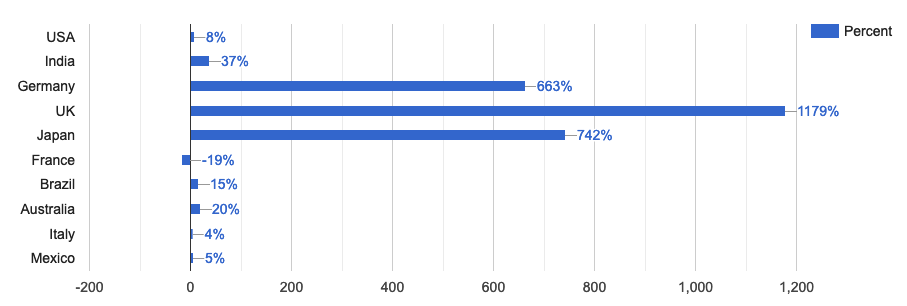 Percent
USA 8%
India 37%
Germany 663%
UK 1179%
Japan 742%
France -19%
Brazil 15%
Australia 20%
Italy 4%
Mexico 5%
-200 0 200 400 600 800 1,000 1,200